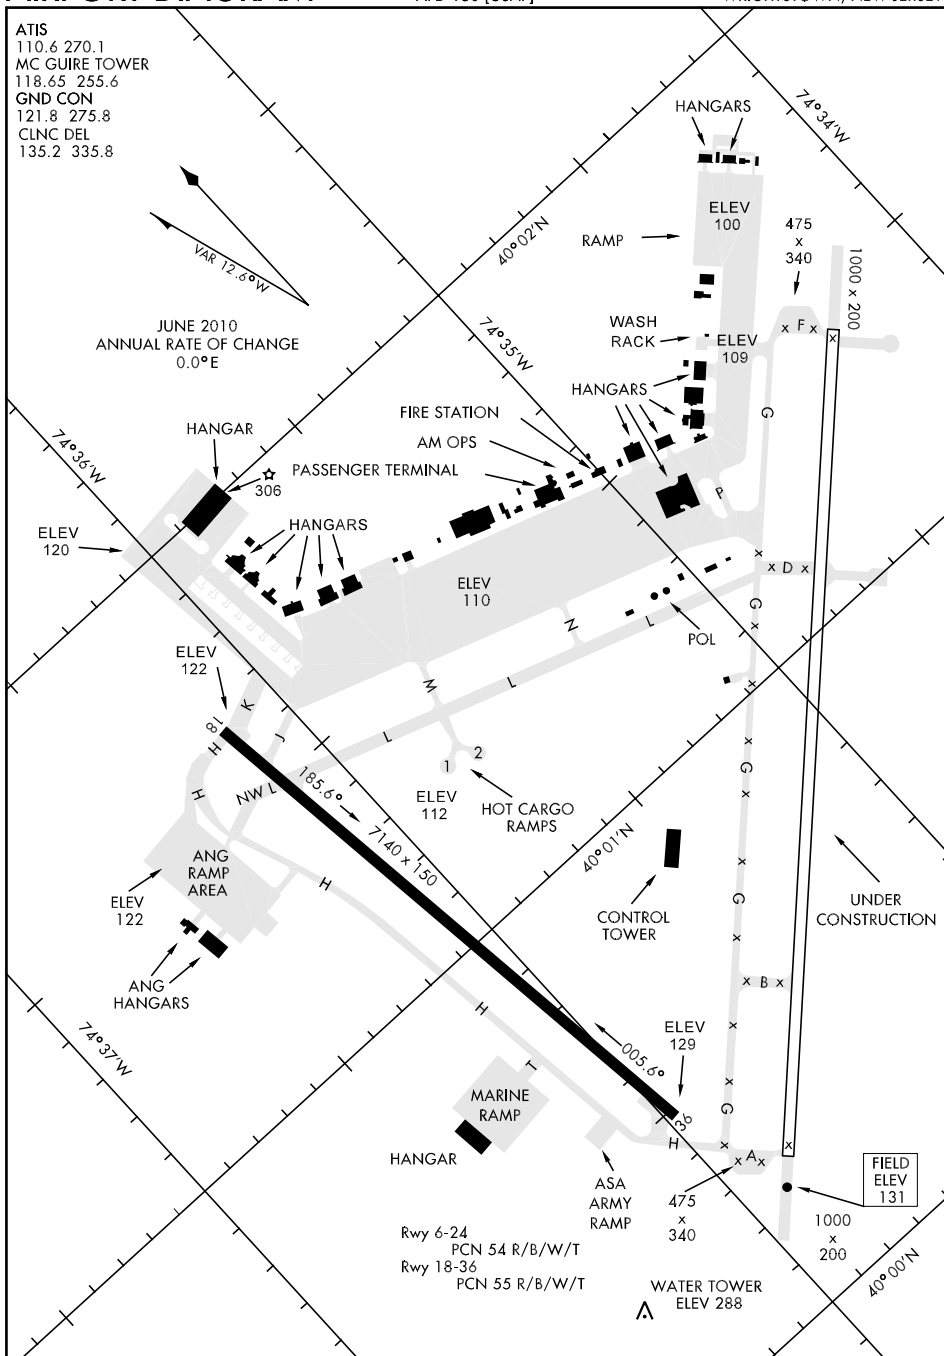 ATIS
110.6 270.1
MC GUIRE TOWER
118.65 255.6
GND CON
121.8 275.8
CLNC DEL
135.2 335.8
VAR 12.6°W
JUNE 2010
ANNUAL RATE OF CHANGE
0.0°E
74°34'W
HANGARS
ELEV
100
RAMP
475
x
340
1000 x 200
40°02'N
74°35'W
WASH
RACK
ELEV
109
x F x
x
G
HANGARS
FIRE STATION
AM OPS
PASSENGER TERMINAL
HANGAR
306
74°36'W
HANGARS
ELEV
120
P
ELEV
110
x
x D x
G
x
N
L
POL
x
ELEV
122
M
L
K
J
L
18
H
H
NW L
185.6°
7140 x 150
1
2
ELEV
112
HOT CARGO
RAMPS
x
G
x
40°01'N
ANG
RAMP
AREA
H
ELEV
122
x
G
x
CONTROL
TOWER
UNDER
CONSTRUCTION
ANG
HANGARS
x B x
H
005.6°
ELEV
129
x
74°37'W
T
MARINE
RAMP
x
G
x
36
H
x
x A x
HANGAR
ASA
ARMY
RAMP
475
x
340
FIELD
ELEV
131
1000
x
200
Rwy 6-24
PCN 54 R/B/W/T
Rwy 18-36
PCN 55 R/B/W/T
WATER TOWER
ELEV 288
40°00'N